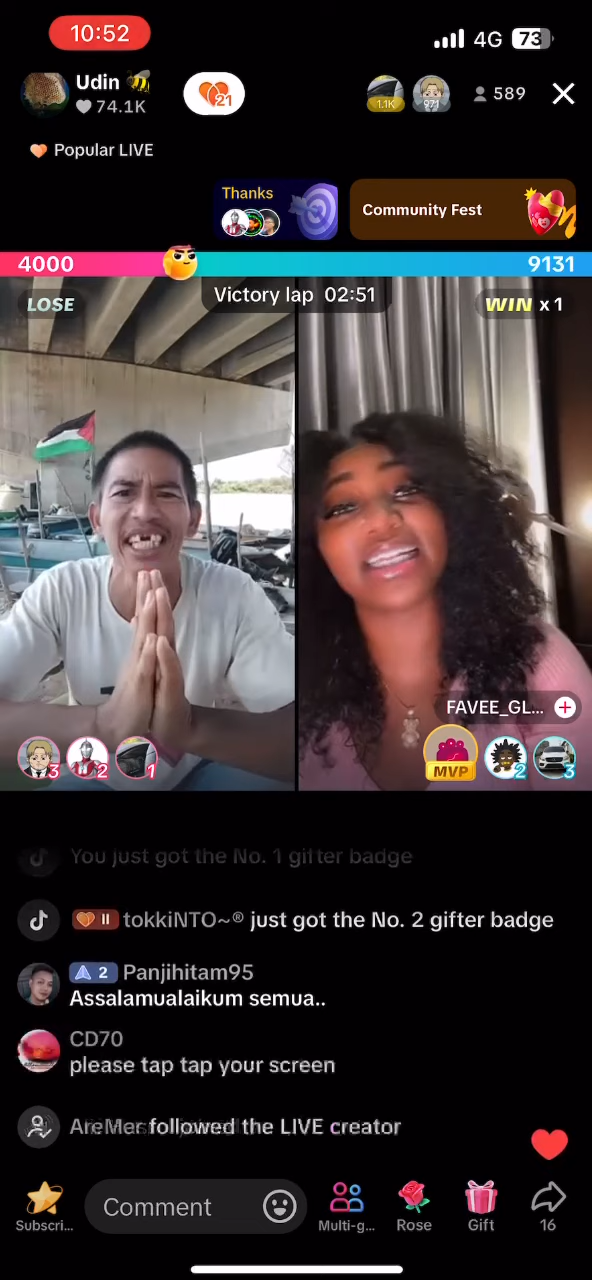 10:52
4G
73
Udin
74.1K
21
1.1K
971
589
Popular LIVE
Thanks
Community Fest
4000
9131
LOSE
Victory lap 02:51
WIN x 1
FAVEE_GL...
3
2
1
MVP
2
3
You just got the No. 1 gifter badge
II tokkiNTO~® just got the No. 2 gifter badge
2 Panjihitam95
Assalamualaikum semua..
CD70
please tap tap your screen
followed the LIVE creator
Subscri...
Comment
Multi-g...
Rose
Gift
16